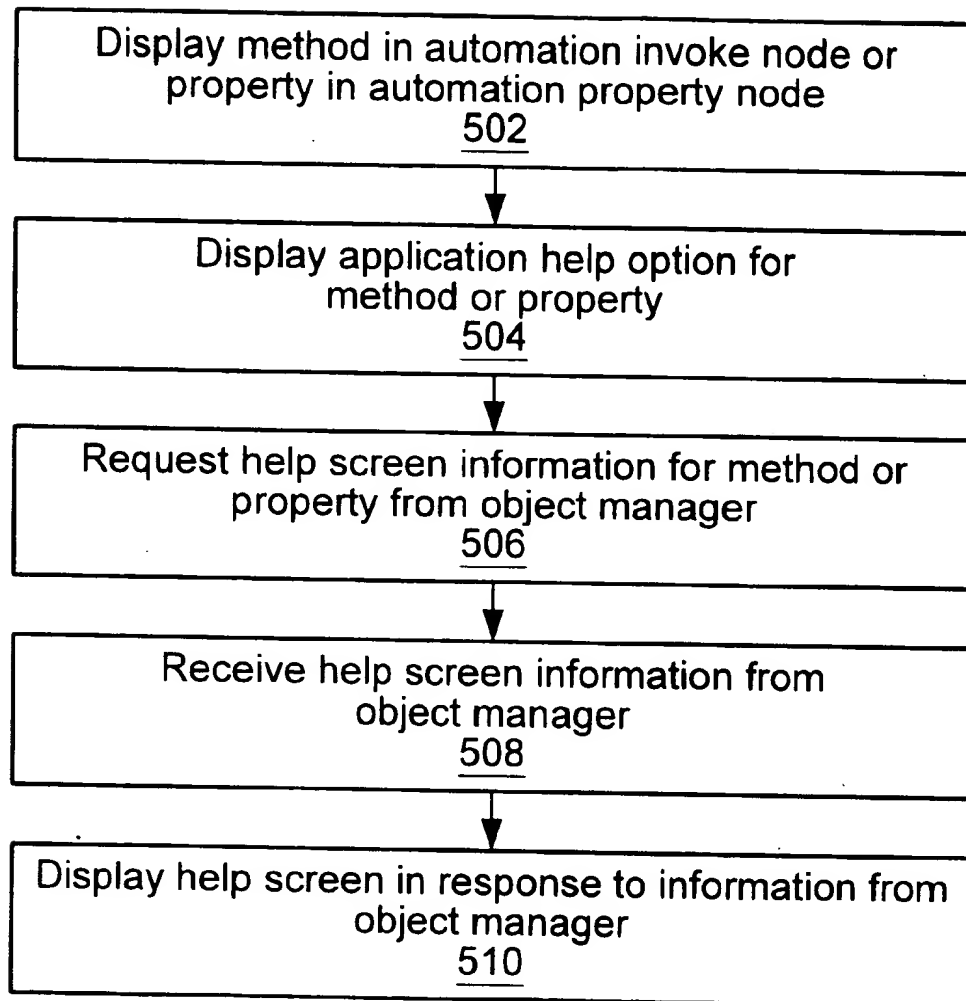 Display method in automation invoke node or
property in automation property node
502
Display application help option for
method or property
504
Request help screen information for method or
property from object manager
506
Receive help screen information from
object manager
508
Display help screen in response to information from
object manager
510